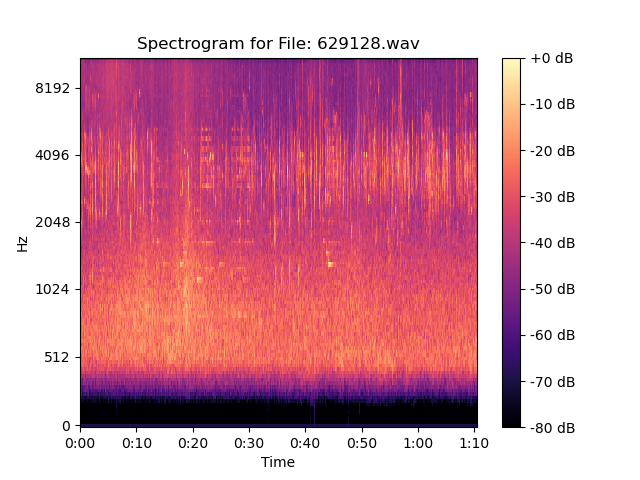 Spectrogram for File: 629128.wav
8192
4096
2048
1024
512
0
Hz
0:00 0:10 0:20 0:30 0:40 0:50 1:00 1:10
Time
+0 dB
-10 dB
-20 dB
-30 dB
-40 dB
-50 dB
-60 dB
-70 dB
-80 dB